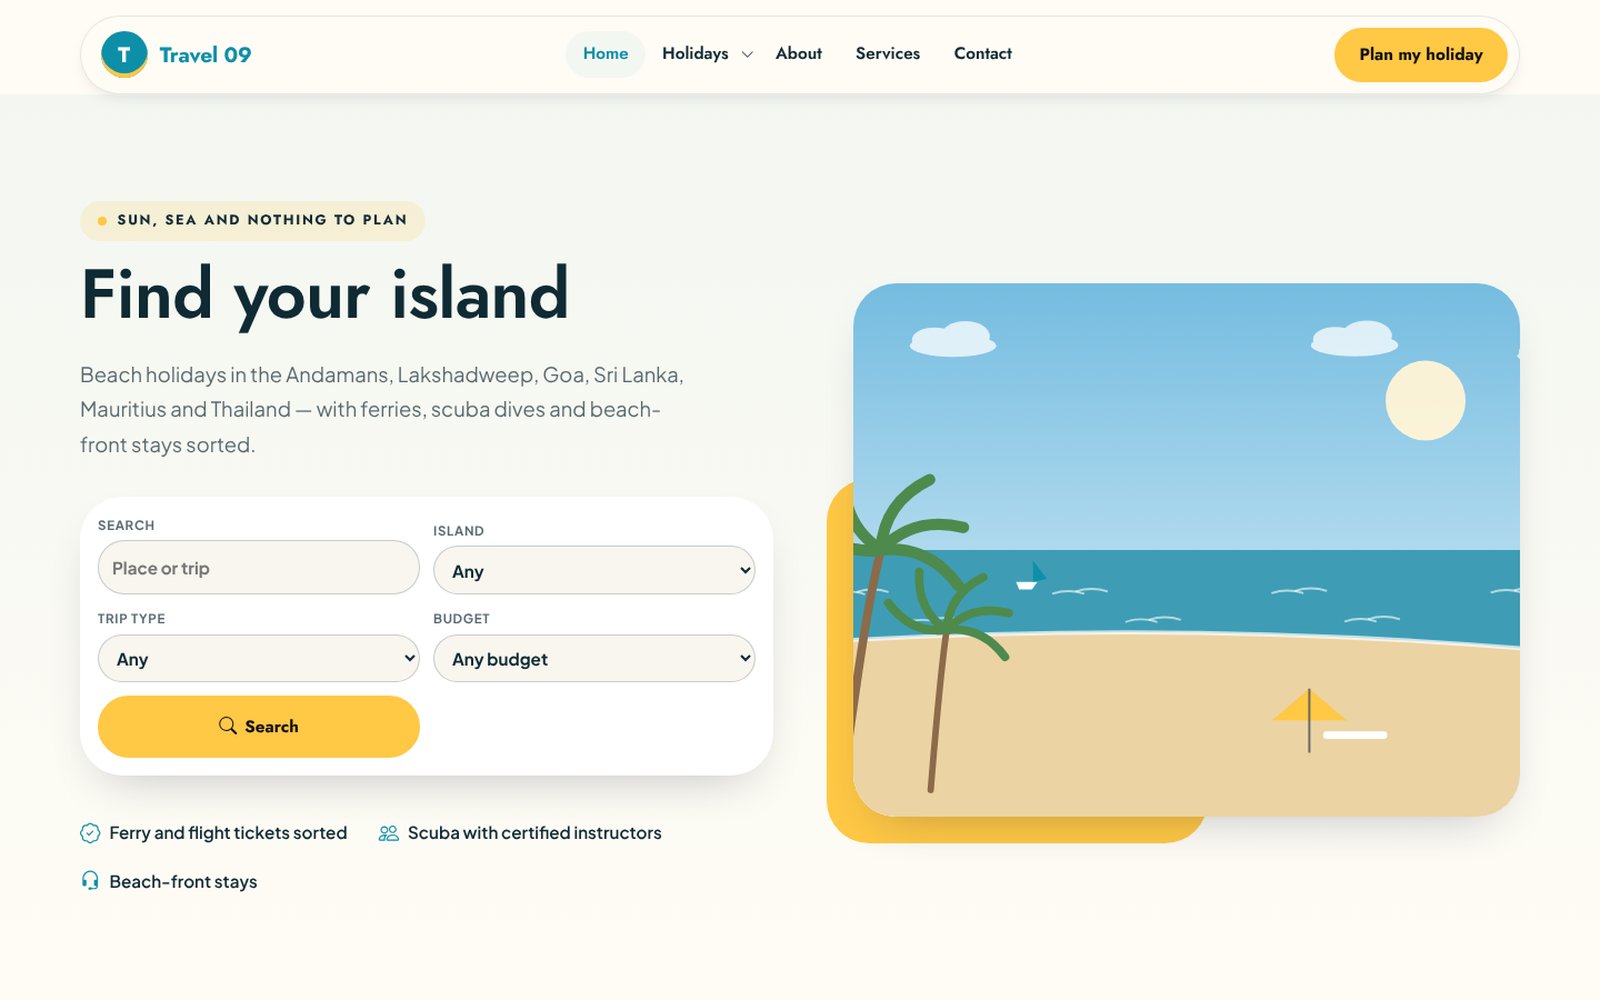 T Travel 09
Home Holidays About Services Contact
Plan my holiday
SUN, SEA AND NOTHING TO PLAN
Find your island
Beach holidays in the Andamans, Lakshadweep, Goa, Sri Lanka,
Mauritius and Thailand — with ferries, scuba dives and beach-
front stays sorted.
SEARCH
Place or trip
ISLAND
Any
TRIP TYPE
Any
BUDGET
Any budget
Search
Ferry and flight tickets sorted
Scuba with certified instructors
Beach-front stays